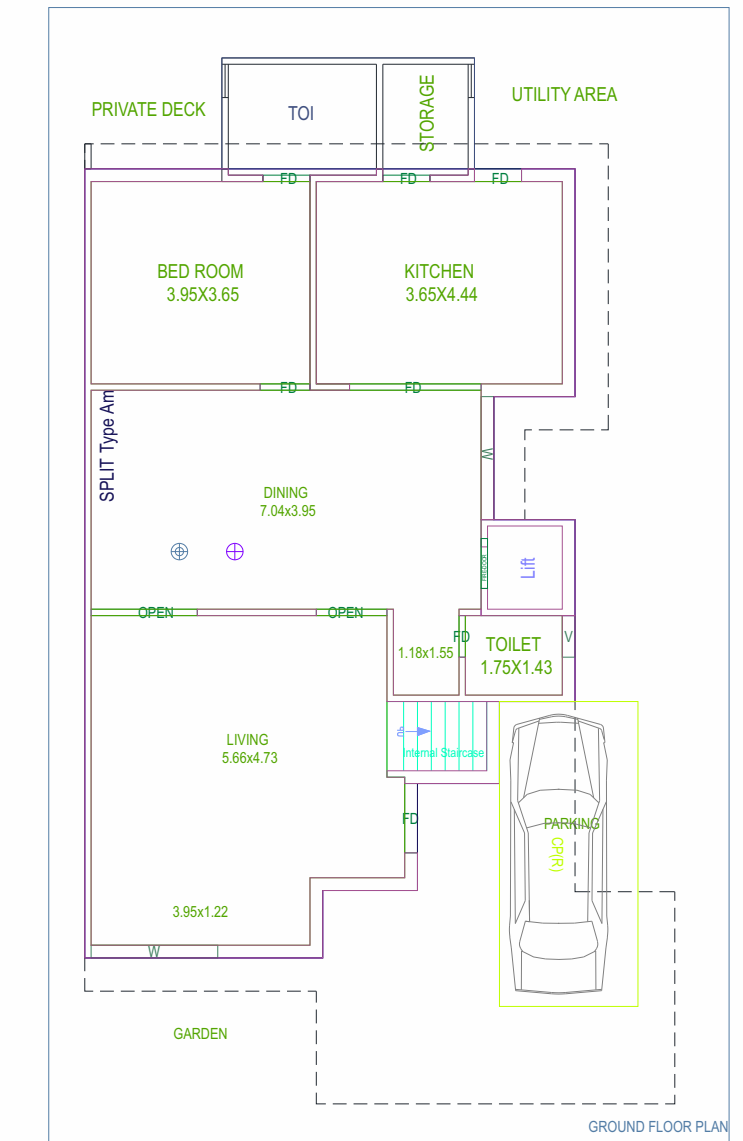 PRIVATE DECK
TOI
STORAGE
UTILITY AREA
FD
FD
FD
BED ROOM
3.95X3.65
KITCHEN
3.65X4.44
FD
FD
SPLIT Type Am
W
DINING
7.04x3.95
FIREDOOR
Lift
OPEN
OPEN
FD
1.18x1.55
TOILET
1.75X1.43
V
UP
Internal Staircase
LIVING
5.66x4.73
FD
PARKING
CP(R)
3.95x1.22
W
GARDEN
GROUND FLOOR PLAN